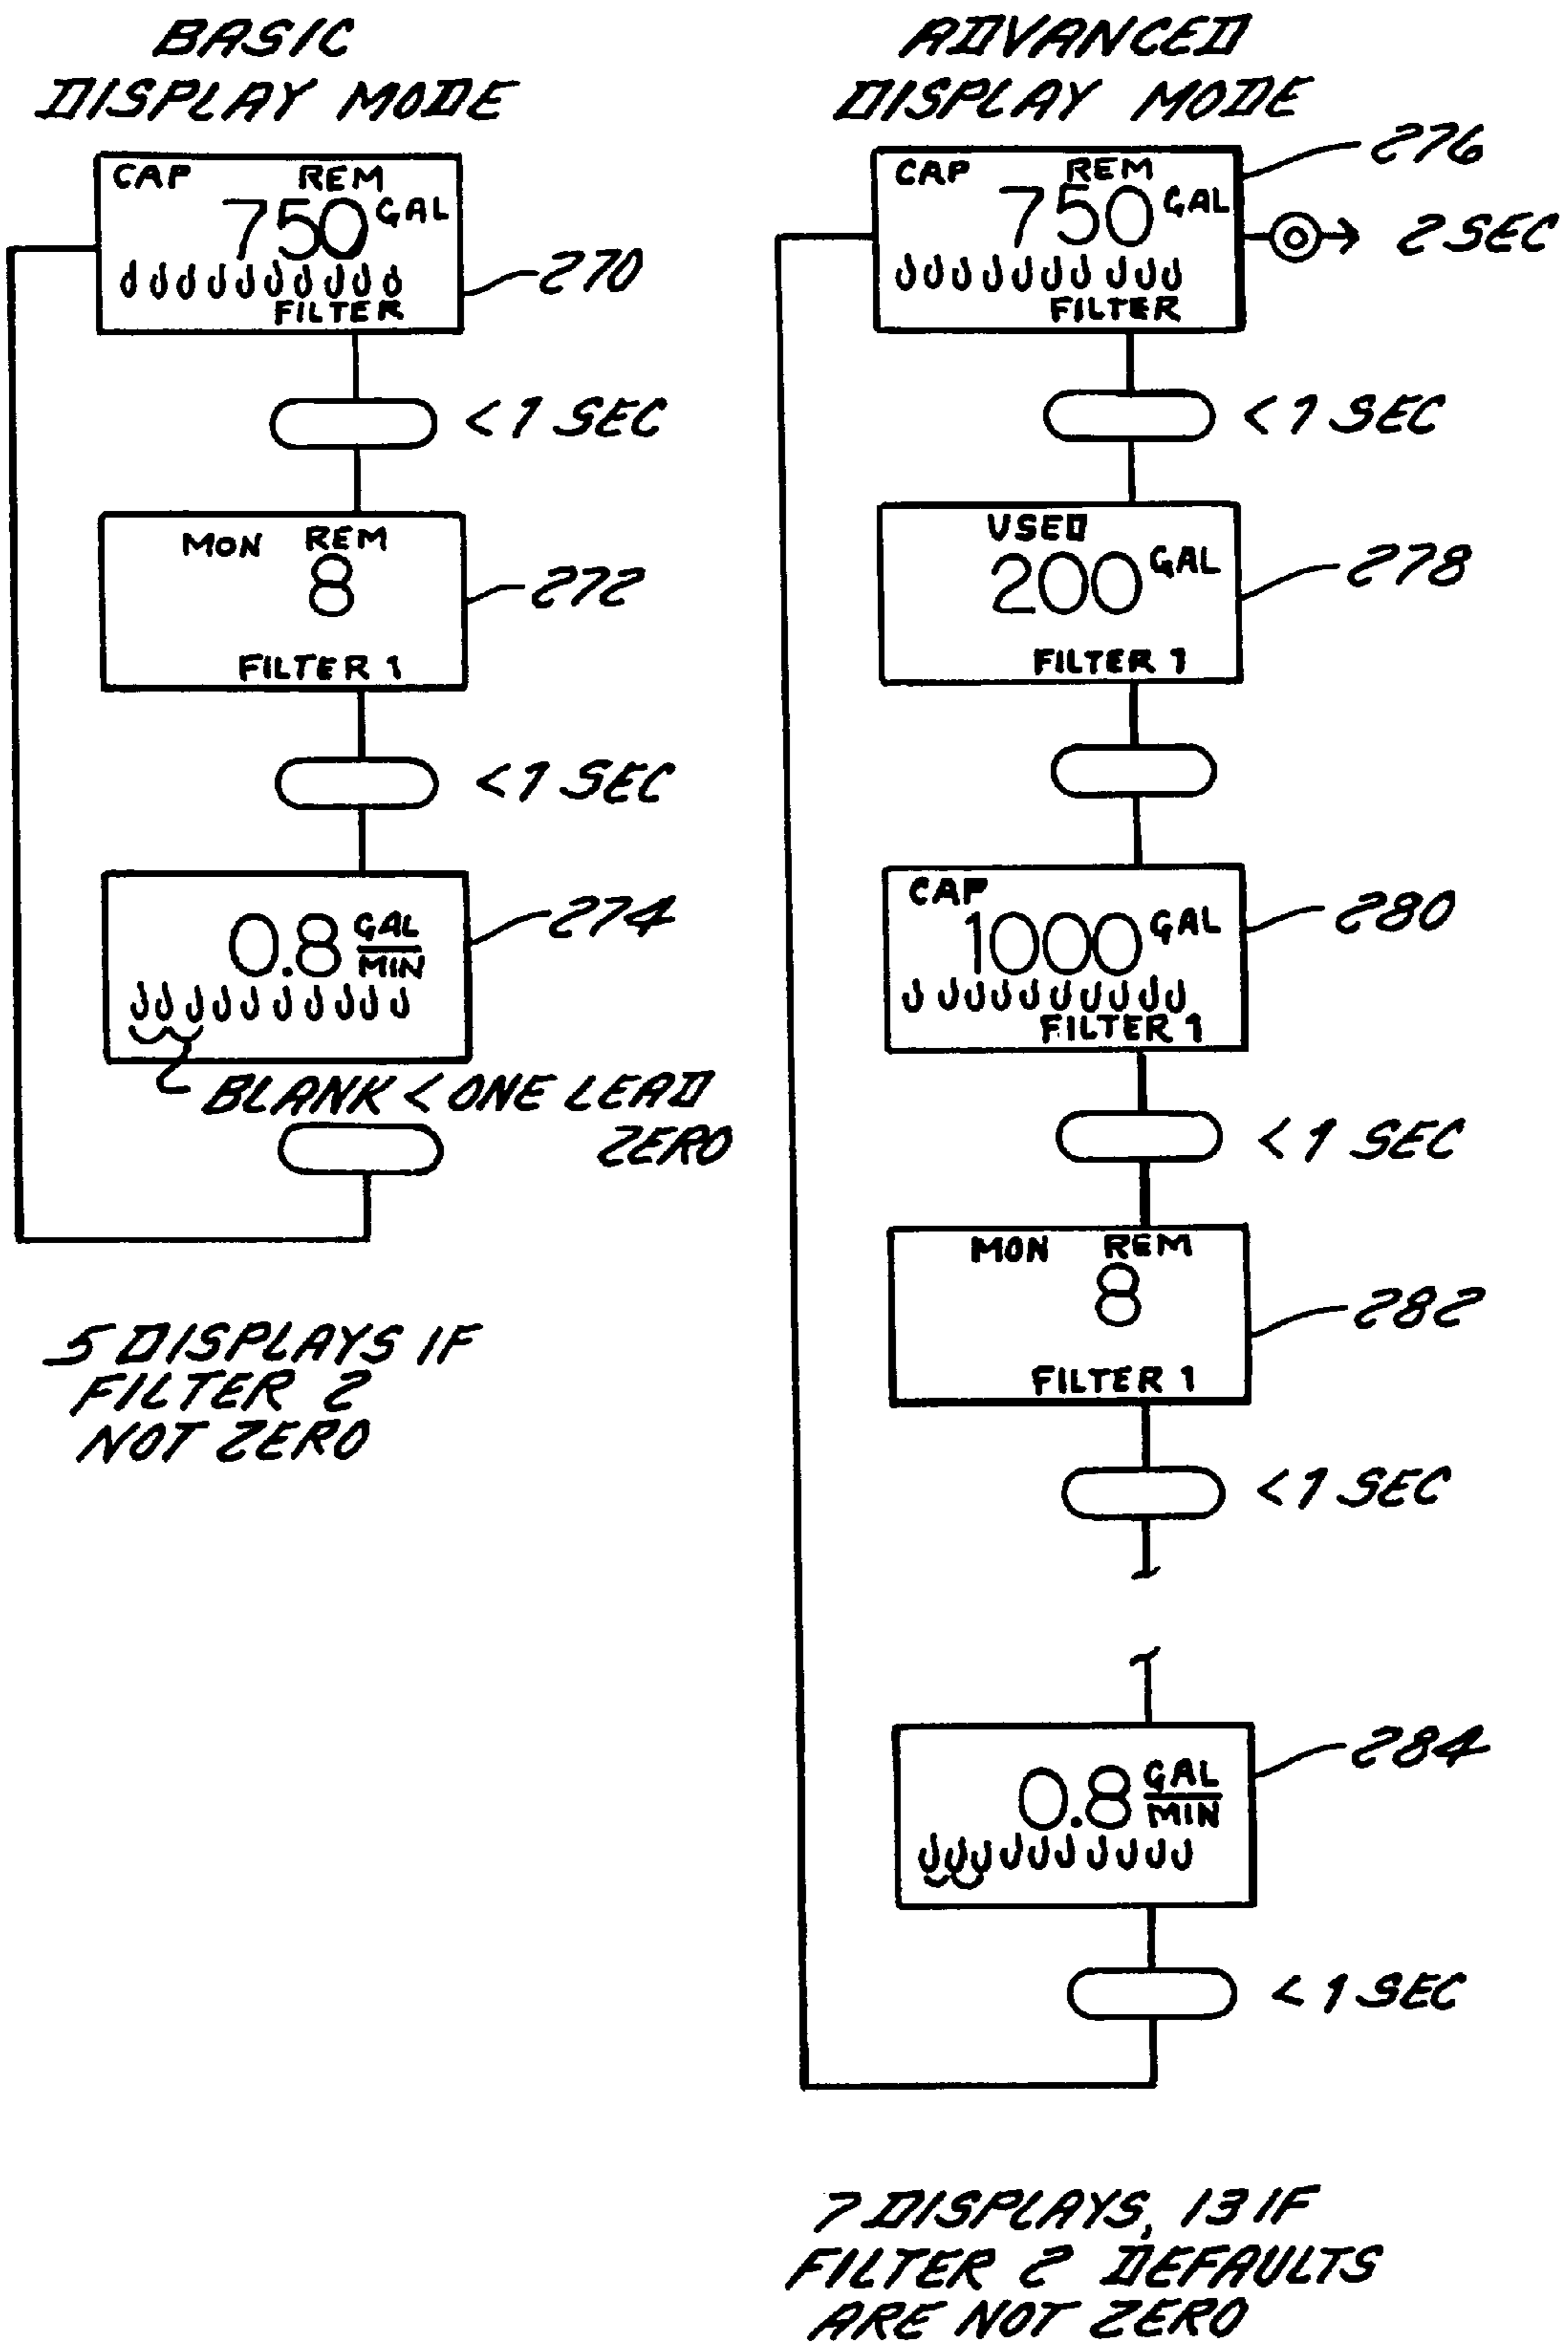 BASIC
DISPLAY MODE
CAP REM
750 GAL
FILTER
270
< 1 SEC
MON REM
8
FILTER 1
272
< 1 SEC
0.8 GAL
MIN
274
BLANK < ONE LEAD
ZERO
5 DISPLAYS IF
FILTER 2
NOT ZERO
ADVANCED
DISPLAY MODE
276
CAP REM
750 GAL
FILTER
2 SEC
< 1 SEC
USED
200 GAL
FILTER 1
278
CAP
1000 GAL
FILTER 1
280
< 1 SEC
MON REM
8
FILTER 1
282
< 1 SEC
0.8 GAL
MIN
284
< 1 SEC
7 DISPLAYS, 13 IF
FILTER 2 DEFAULTS
ARE NOT ZERO